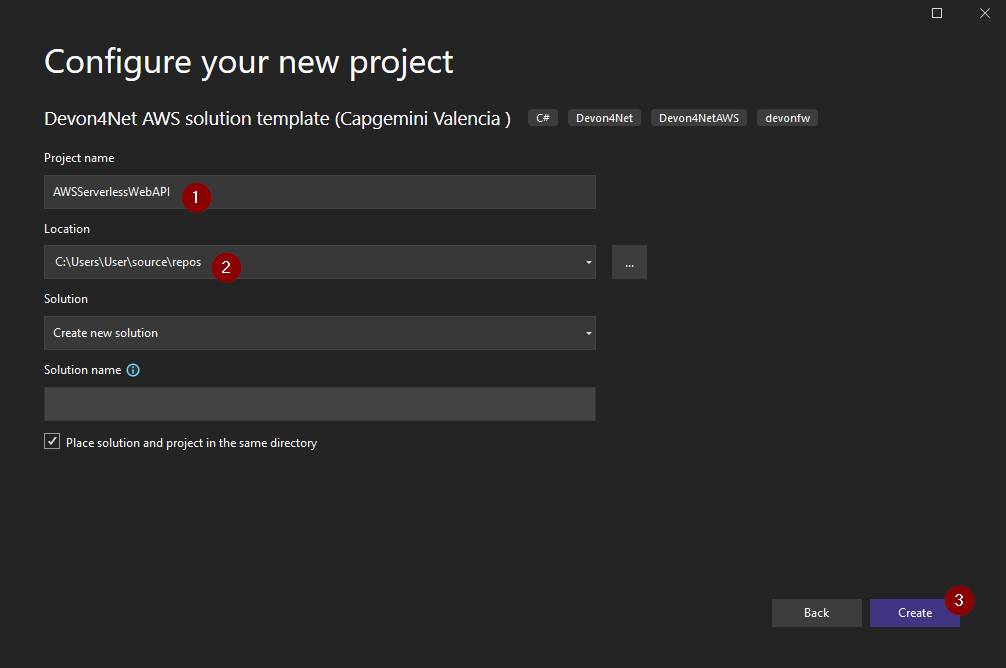 Configure your new project
Devon4Net AWS solution template (Capgemini Valencia ) C# Devon4Net Devon4NetAWS devonfw
Project name
AWSServerlessWebAPI 1
Location
C:\Users\User\source\repos 2 ...
Solution
Create new solution
Solution name
Place solution and project in the same directory
Back Create 3